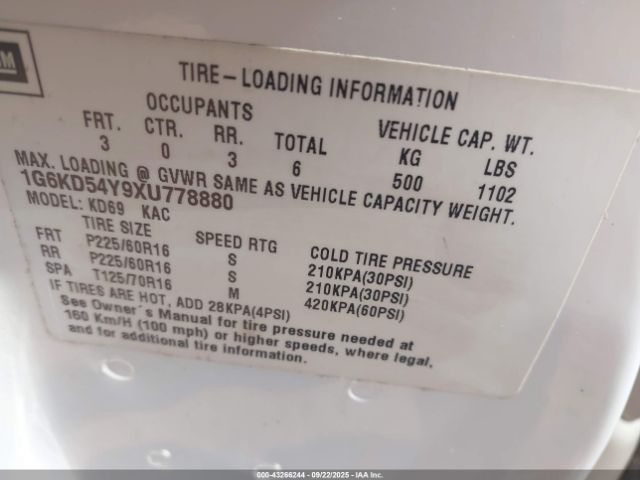 GM
TIRE-LOADING INFORMATION
OCCUPANTS VEHICLE CAP. WT.
FRT. CTR. RR. TOTAL KG LBS
3 0 3 6 500 1102
MAX. LOADING @ GVWR SAME AS VEHICLE CAPACITY WEIGHT.
1G6KD54Y9XU778880
MODEL: KD69 KAC
TIRE SIZE SPEED RTG COLD TIRE PRESSURE
FRT P225/60R16 S 210KPA(30PSI)
RR P225/60R16 S 210KPA(30PSI)
SPA T125/70R16 M 420KPA(60PSI)
IF TIRES ARE HOT, ADD 28KPA(4PSI)
See Owner's Manual for tire pressure needed at
160 Km/H (100 mph) or higher speeds, where legal,
and for additional tire information.
000-43266244 - 09/22/2025 - IAA Inc.